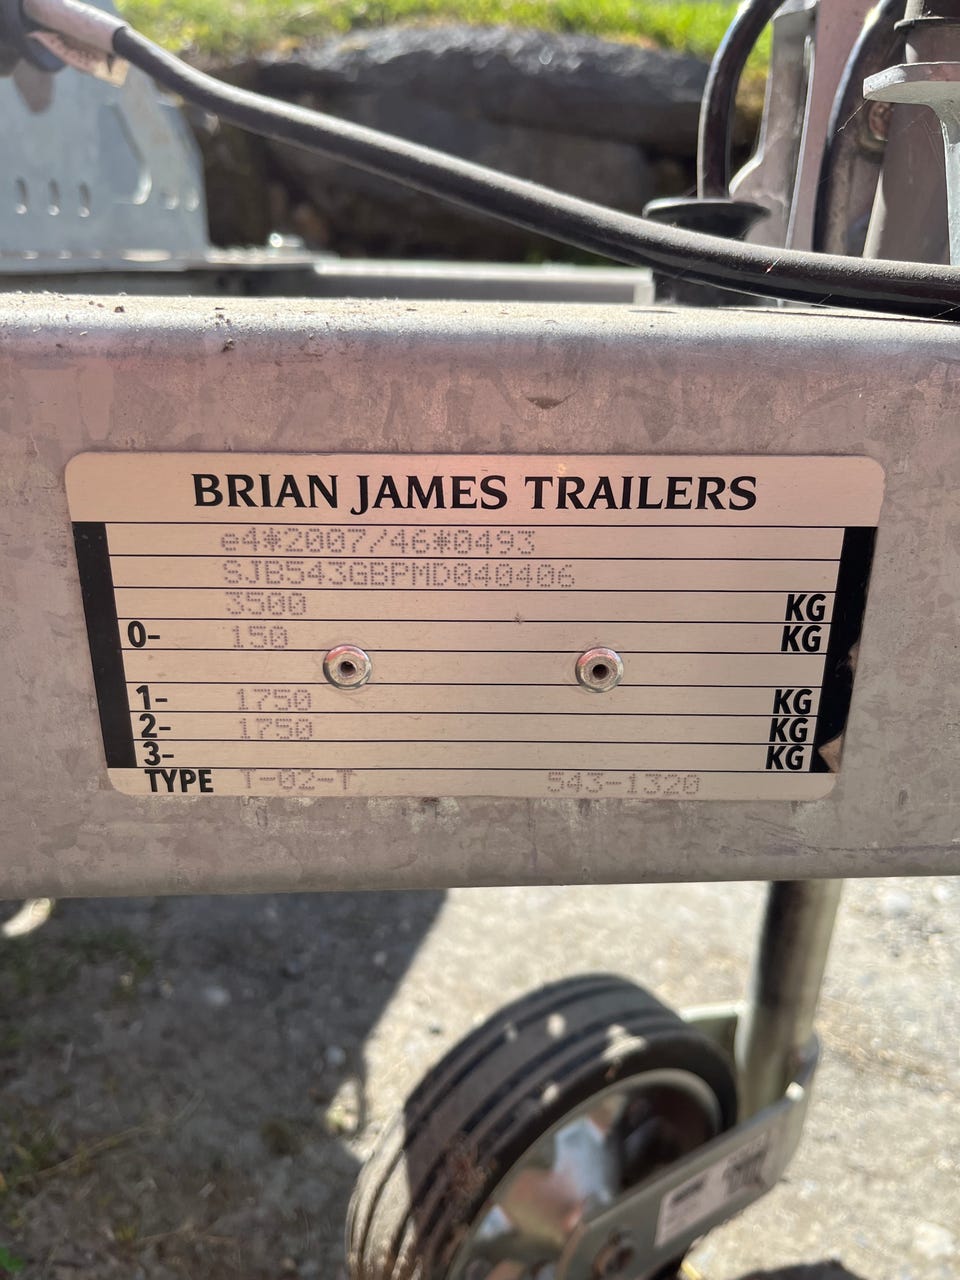 BRIAN JAMES TRAILERS
e4*2007/46*0493
SJB543GBPMD040406
3500 KG
0- 150 KG
1- 1750 KG
2- 1750 KG
3- KG
TYPE T-02-T 543-1320